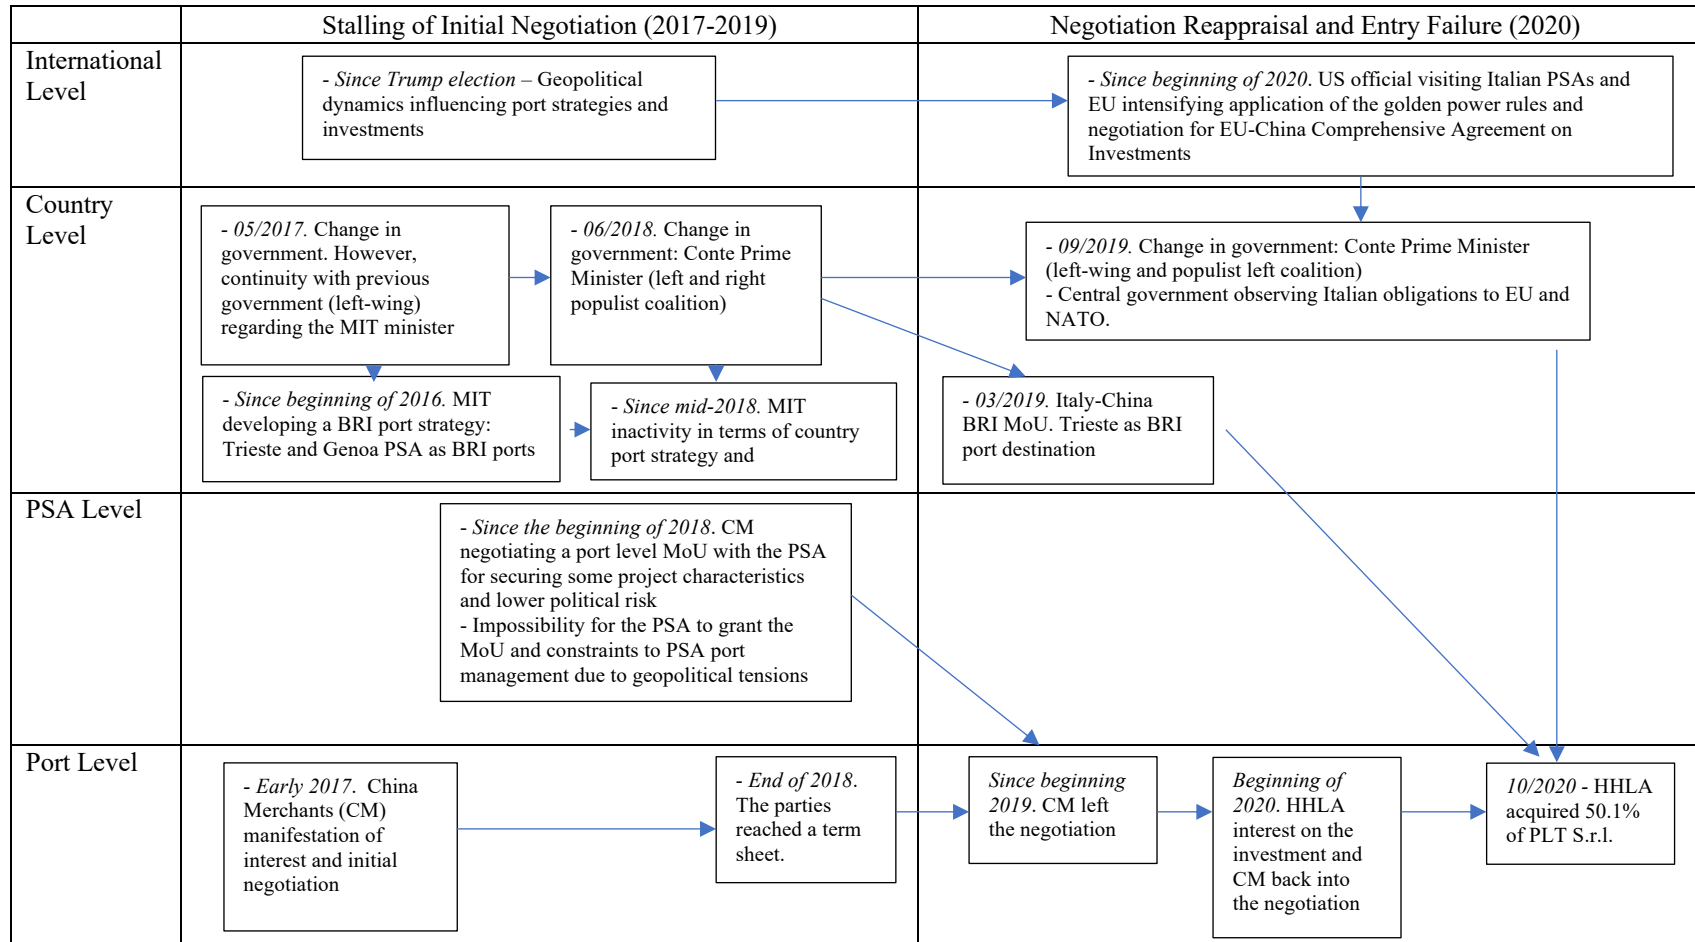 Stalling of Initial Negotiation (2017-2019)
Negotiation Reappraisal and Entry Failure (2020)
International
Level
- Since Trump election – Geopolitical
dynamics influencing port strategies and
investments
- Since beginning of 2020. US official visiting Italian PSAs and
EU intensifying application of the golden power rules and
negotiation for EU-China Comprehensive Agreement on
Investments
Country
Level
- 05/2017. Change in
government. However,
continuity with previous
government (left-wing)
regarding the MIT minister
- 06/2018. Change in
government: Conte Prime
Minister (left and right
populist coalition)
- 09/2019. Change in government: Conte Prime Minister
(left-wing and populist left coalition)
- Central government observing Italian obligations to EU and
NATO.
- Since beginning of 2016. MIT
developing a BRI port strategy:
Trieste and Genoa PSA as BRI ports
- Since mid-2018. MIT
inactivity in terms of country
port strategy and
- 03/2019. Italy-China
BRI MoU. Trieste as BRI
port destination
PSA Level
- Since the beginning of 2018. CM
negotiating a port level MoU with the PSA
for securing some project characteristics
and lower political risk
- Impossibility for the PSA to grant the
MoU and constraints to PSA port
management due to geopolitical tensions
Port Level
- Early 2017. China
Merchants (CM)
manifestation of
interest and initial
negotiation
- End of 2018.
The parties
reached a term
sheet.
Since beginning
2019. CM left
the negotiation
Beginning of
2020. HHLA
interest on the
investment and
CM back into
the negotiation
10/2020 - HHLA
acquired 50.1%
of PLT S.r.l.